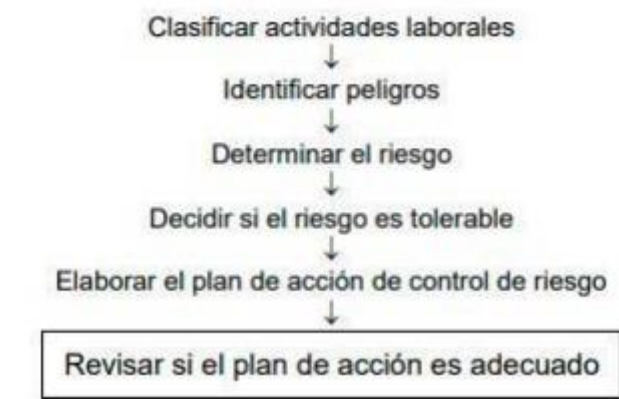 Clasificar actividades laborales
↓
Identificar peligros
↓
Determinar el riesgo
↓
Decidir si el riesgo es tolerable
↓
Elaborar el plan de acción de control de riesgo
↓
Revisar si el plan de acción es adecuado